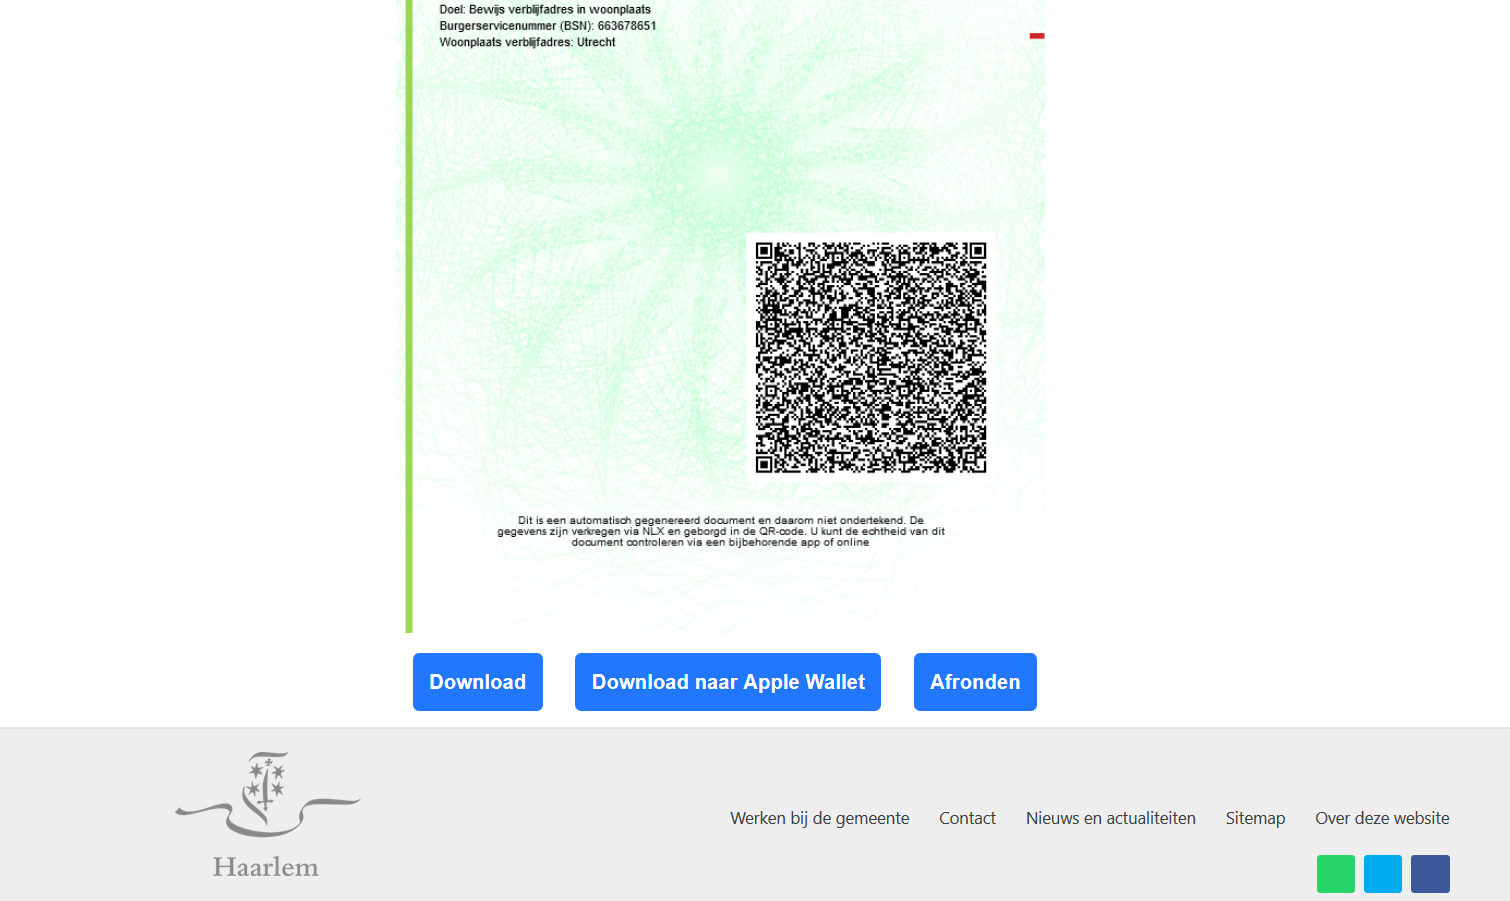 Doel: Bewijs verblijfadres in woonplaats
Burgerservicenummer (BSN): 663678651
Woonplaats verblijfadres: Utrecht
Dit is een automatisch gegenereerd document en daarom niet ondertekend. De
gegevens zijn verkregen via NLX en geborgd in de QR-code. U kunt de echtheid van dit
document controleren via een bijbehorende app of online
Download
Download naar Apple Wallet
Afronden
Werken bij de gemeente
Contact
Nieuws en actualiteiten
Sitemap
Over deze website
Haarlem